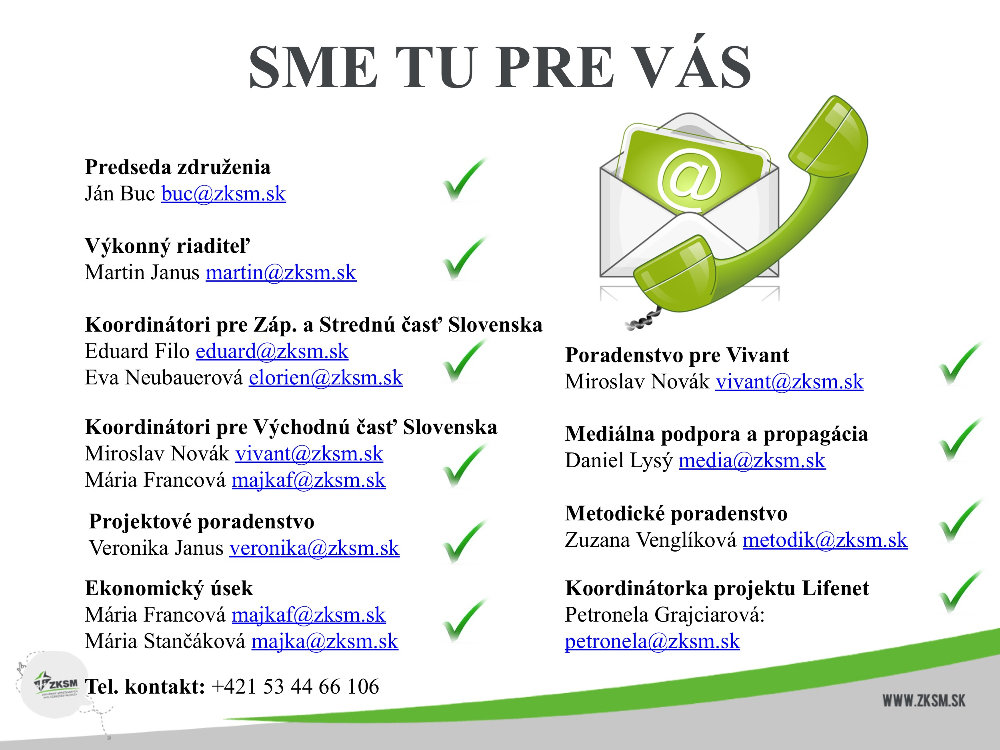 SME TU PRE VÁS
Predseda združenia
Ján Buc buc@zksm.sk
Výkonný riaditeľ
Martin Janus martin@zksm.sk
Koordinátori pre Záp. a Strednú časť Slovenska
Eduard Filo eduard@zksm.sk
Eva Neubauerová elorien@zksm.sk
Koordinátori pre Východnú časť Slovenska
Miroslav Novák vivant@zksm.sk
Mária Francová majkaf@zksm.sk
Projektové poradenstvo
Veronika Janus veronika@zksm.sk
Ekonomický úsek
Mária Francová majkaf@zksm.sk
Mária Stančáková majka@zksm.sk
Tel. kontakt: +421 53 44 66 106
@
Poradenstvo pre Vivant
Miroslav Novák vivant@zksm.sk
Mediálna podpora a propagácia
Daniel Lysý media@zksm.sk
Metodické poradenstvo
Zuzana Venglíková metodik@zksm.sk
Koordinátorka projektu Lifenet
Petronela Grajciarová:
petronela@zksm.sk
ZKSM
WWW.ZKSM.SK